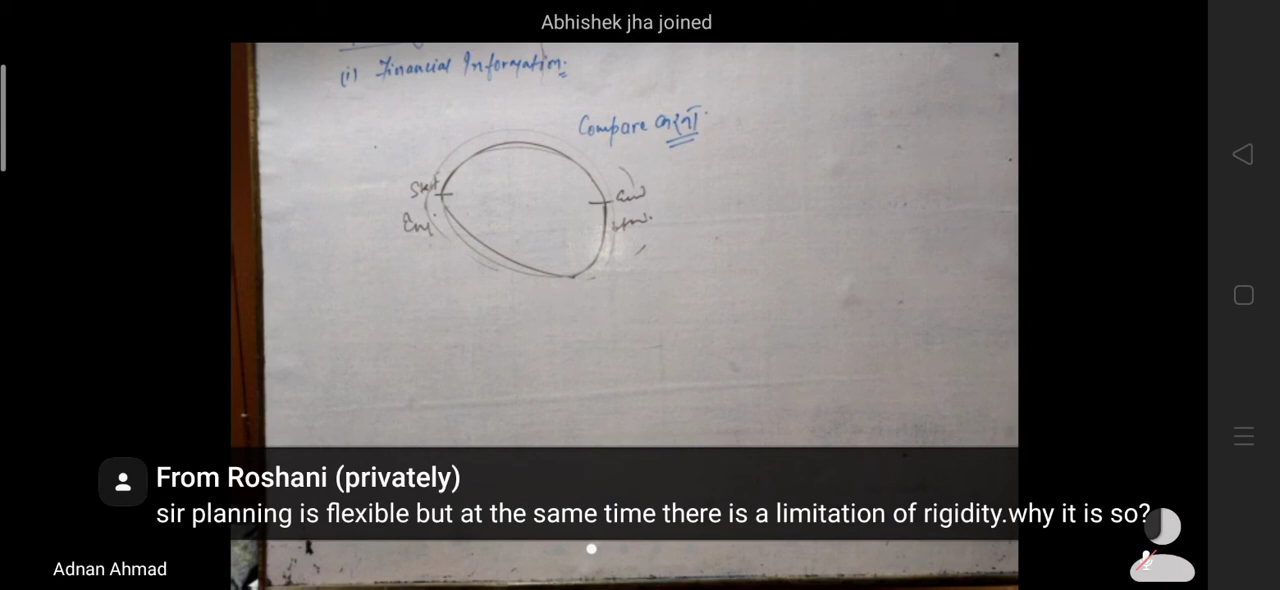 Abhishek jha joined
(i) Financial Information.
Compare करना
Start
From Roshani (privately)
sir planning is flexible but at the same time there is a limitation of rigidity.why it is so?
Adnan Ahmad